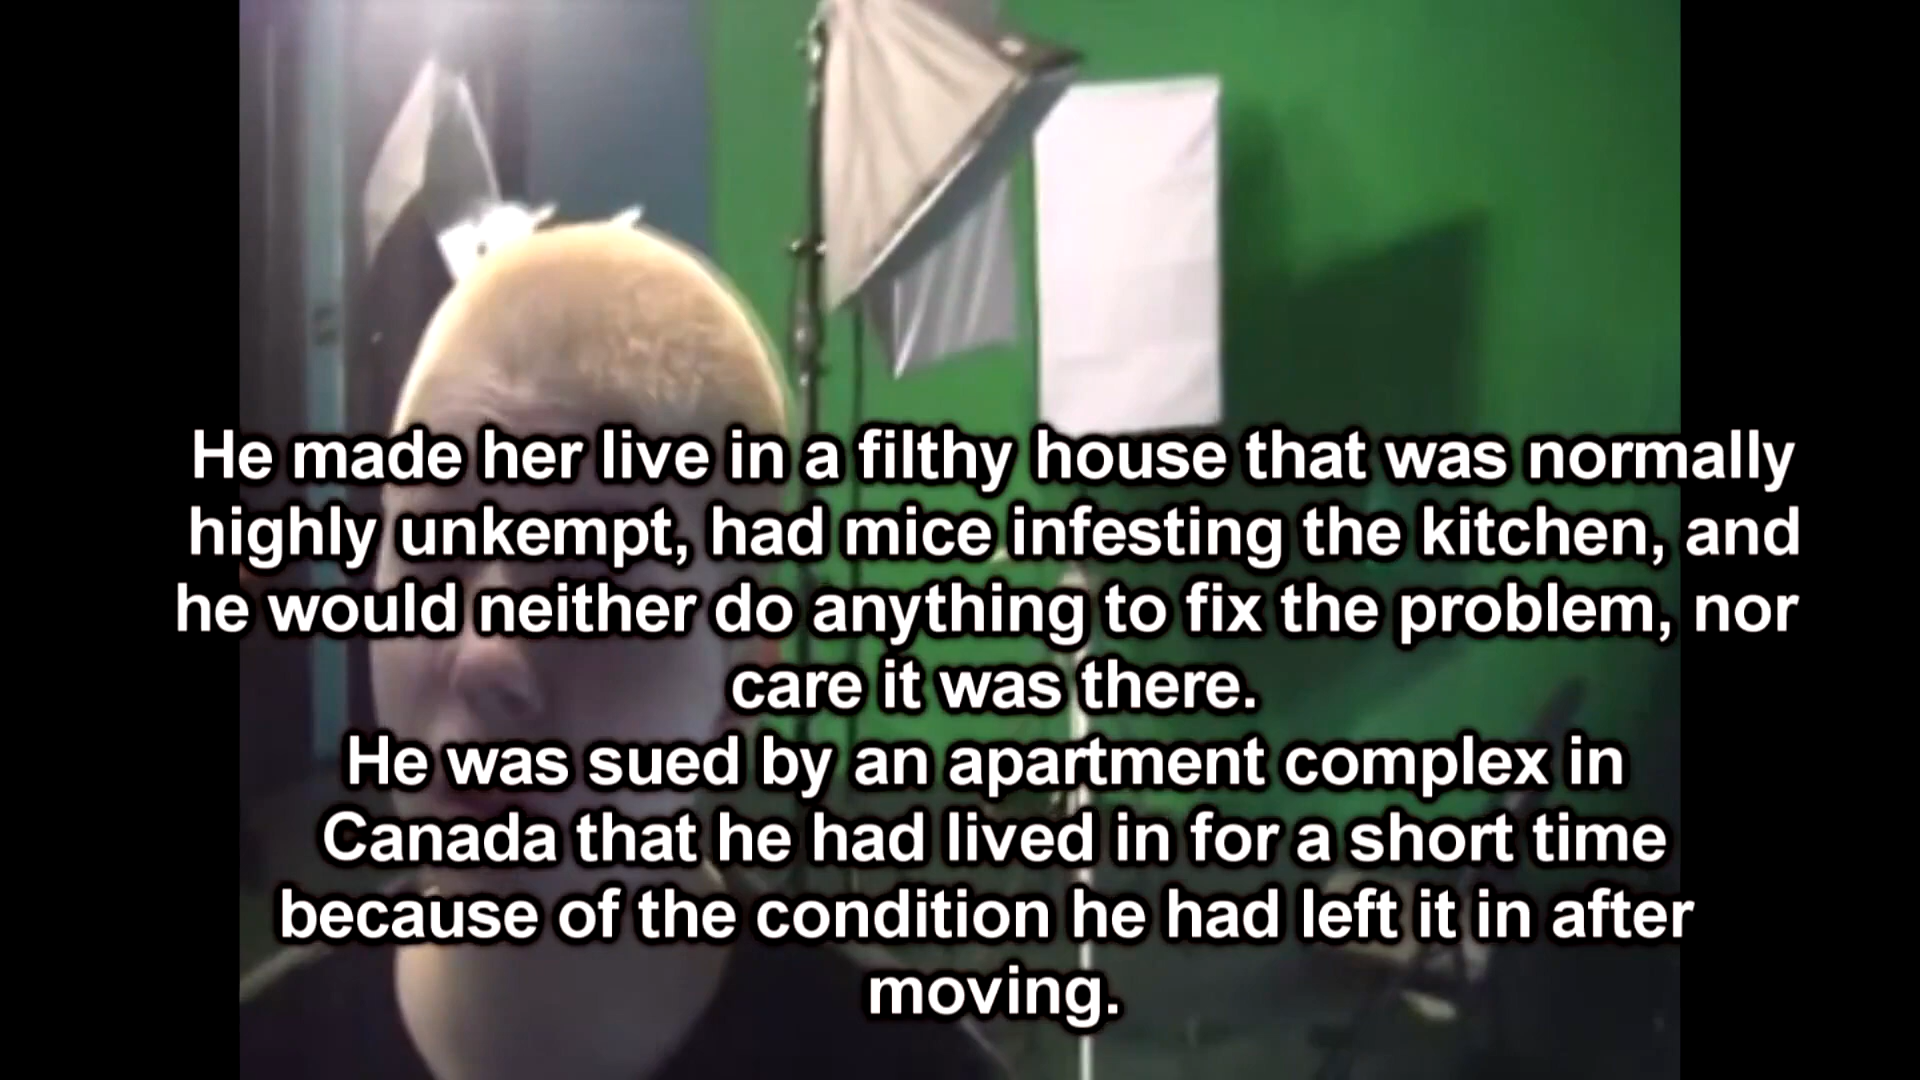 He made her live in a filthy house that was normally
highly unkempt, had mice infesting the kitchen, and
he would neither do anything to fix the problem, nor
care it was there.
He was sued by an apartment complex in
Canada that he had lived in for a short time
because of the condition he had left it in after
moving.